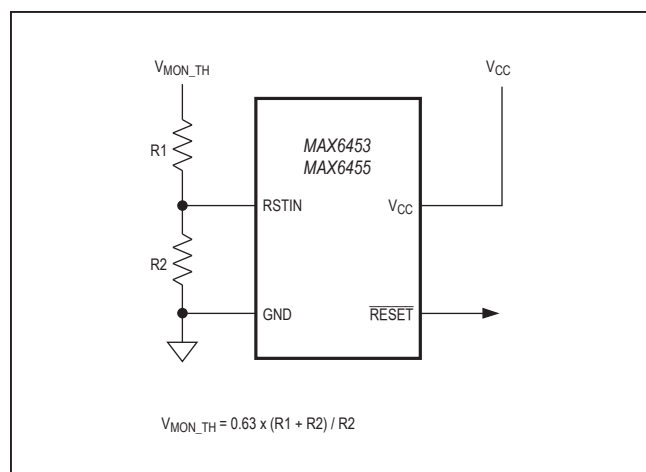 VMON_TH
VCC
R1
MAX6453
MAX6455
RSTIN
VCC
R2
GND
RESET
VMON_TH = 0.63 x (R1 + R2) / R2